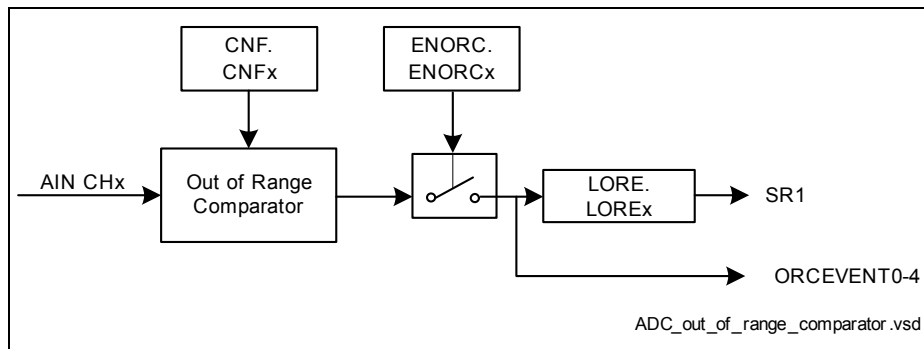 CNF.
CNFx
ENORC.
ENORCx
AIN CHx
Out of Range
Comparator
LORE.
LOREx
SR1
ORCEVENT0-4
ADC_out_of_range_comparator.vsd